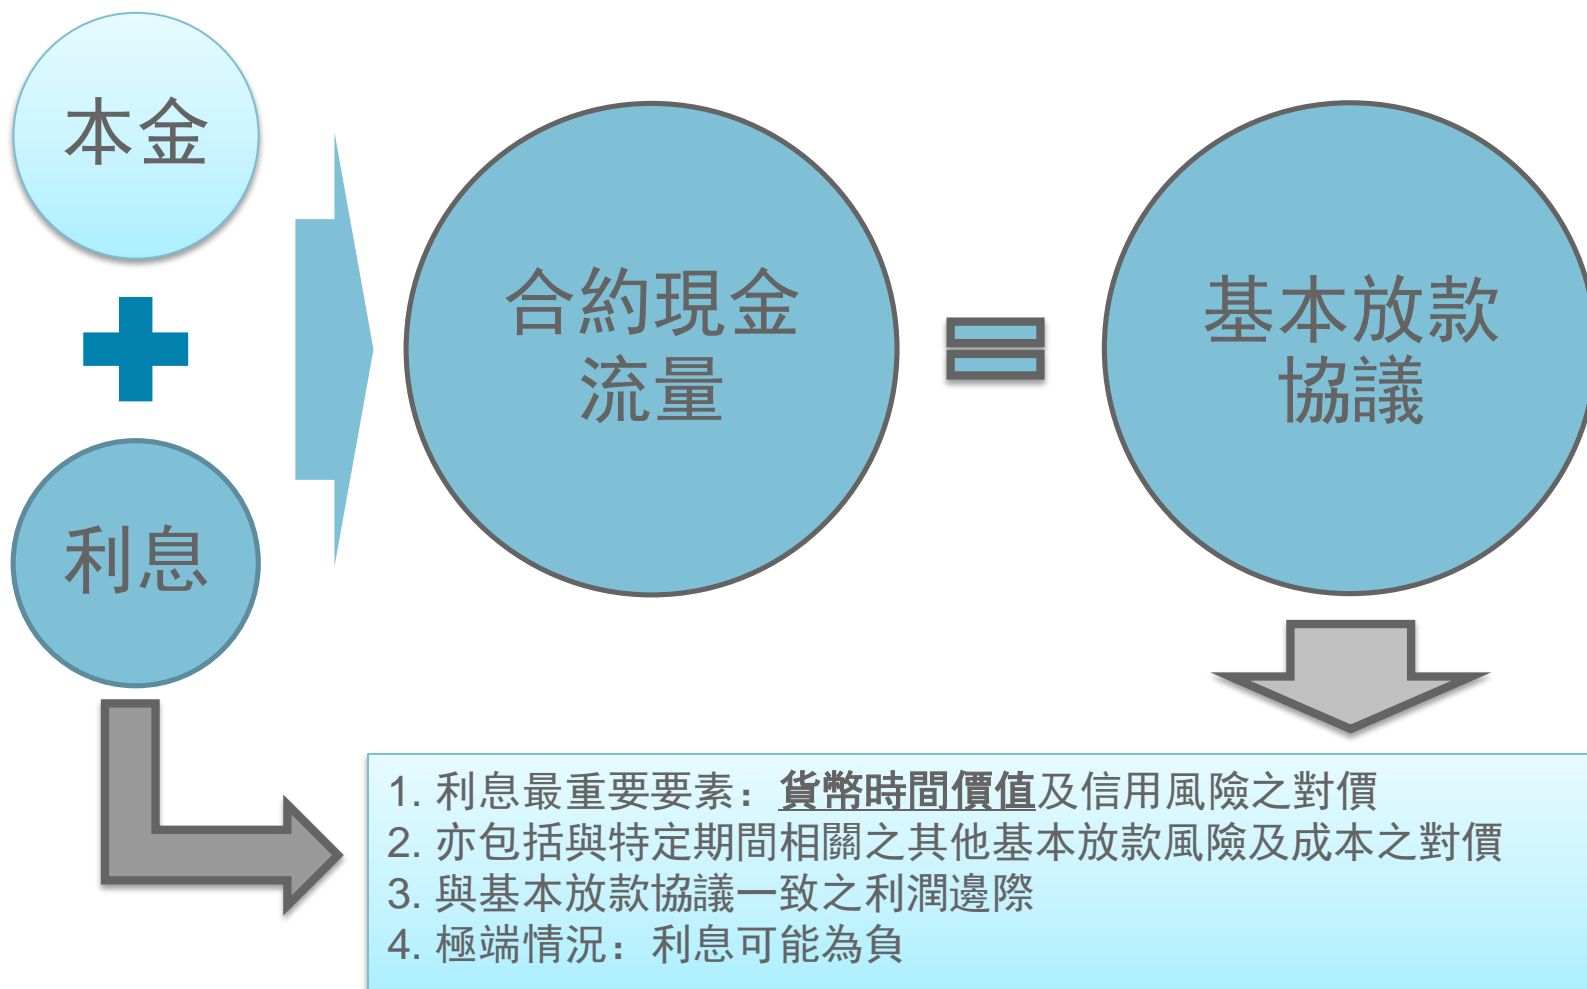 本金
利息
合約現金
流量
基本放款
協議
1. 利息最重要要素：貨幣時間價值及信用風險之對價
2. 亦包括與特定期間相關之其他基本放款風險及成本之對價
3. 與基本放款協議一致之利潤邊際
4. 極端情況：利息可能為負